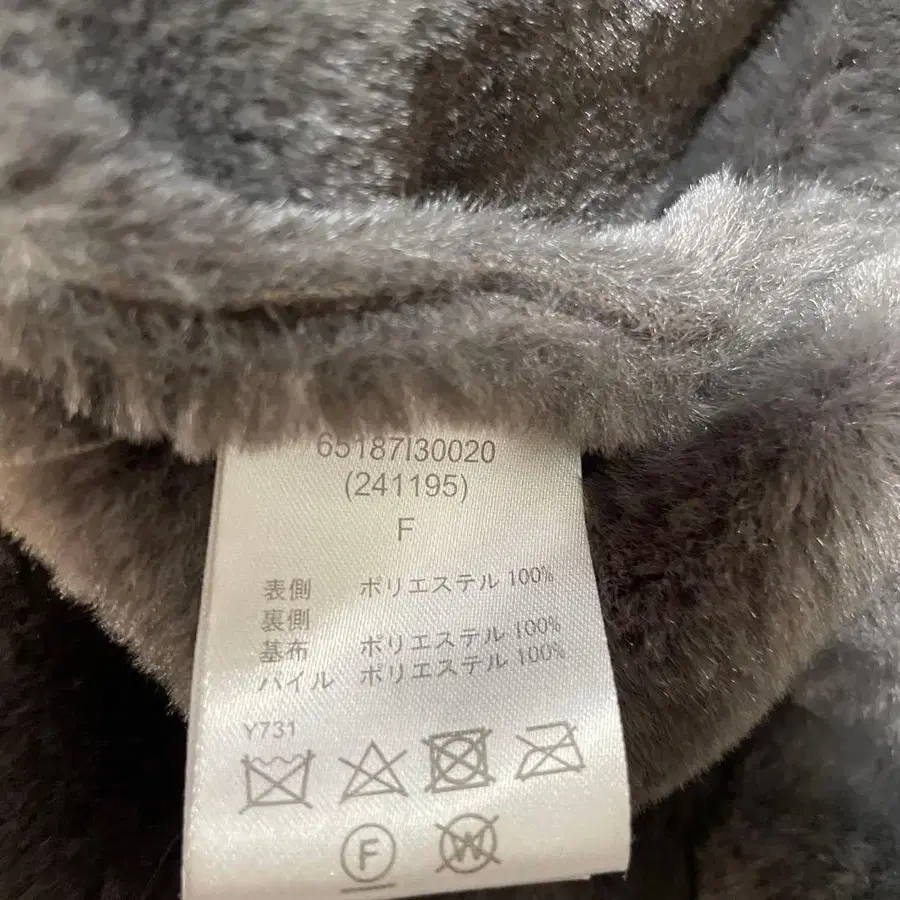 65187I30020
(241195)
F
表側 ポリエステル 100%
裏側
基布 ポリエステル 100%
パイル ポリエステル 100%
Y731
F
W